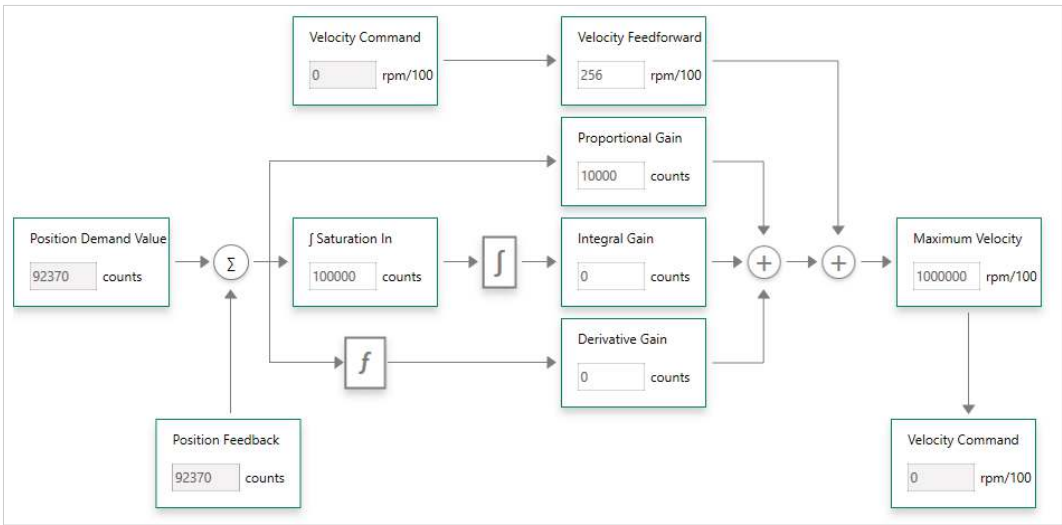 Velocity Command
0 rpm/100
Velocity Feedforward
256 rpm/100
Proportional Gain
10000 counts
Position Demand Value
92370 counts
Σ
∫ Saturation In
100000 counts
∫
Integral Gain
0 counts
+
+
Maximum Velocity
1000000 rpm/100
f
Derivative Gain
0 counts
Position Feedback
92370 counts
Velocity Command
0 rpm/100